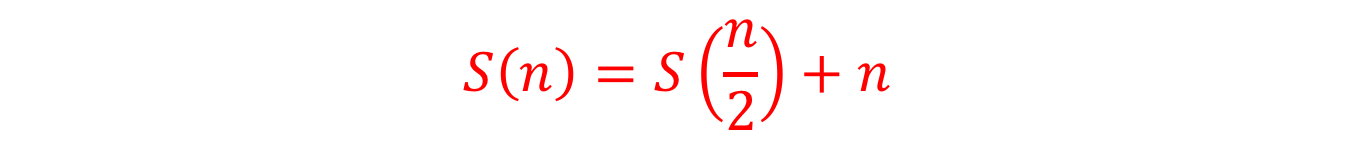 S(n) = S(n/2) + n